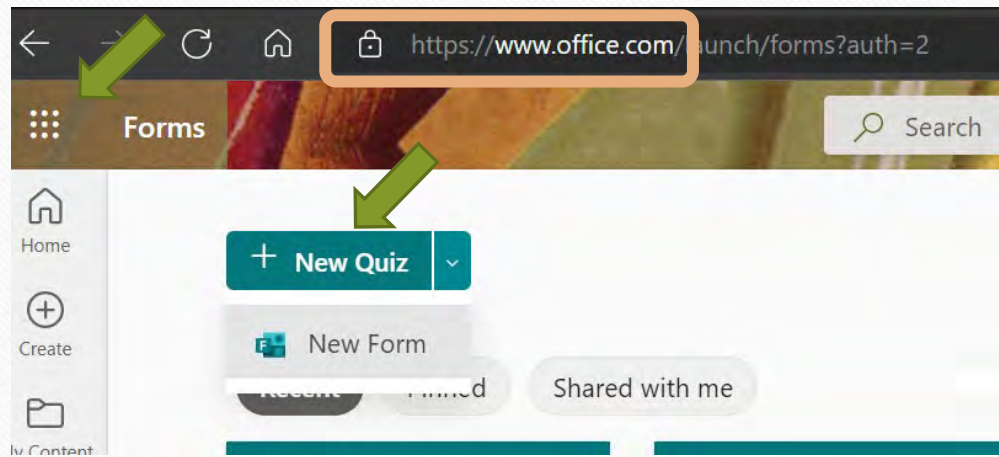 https://www.office.com/launch/forms?auth=2
Forms
Search
Home
+ New Quiz
Create
New Form
Shared with me
Content